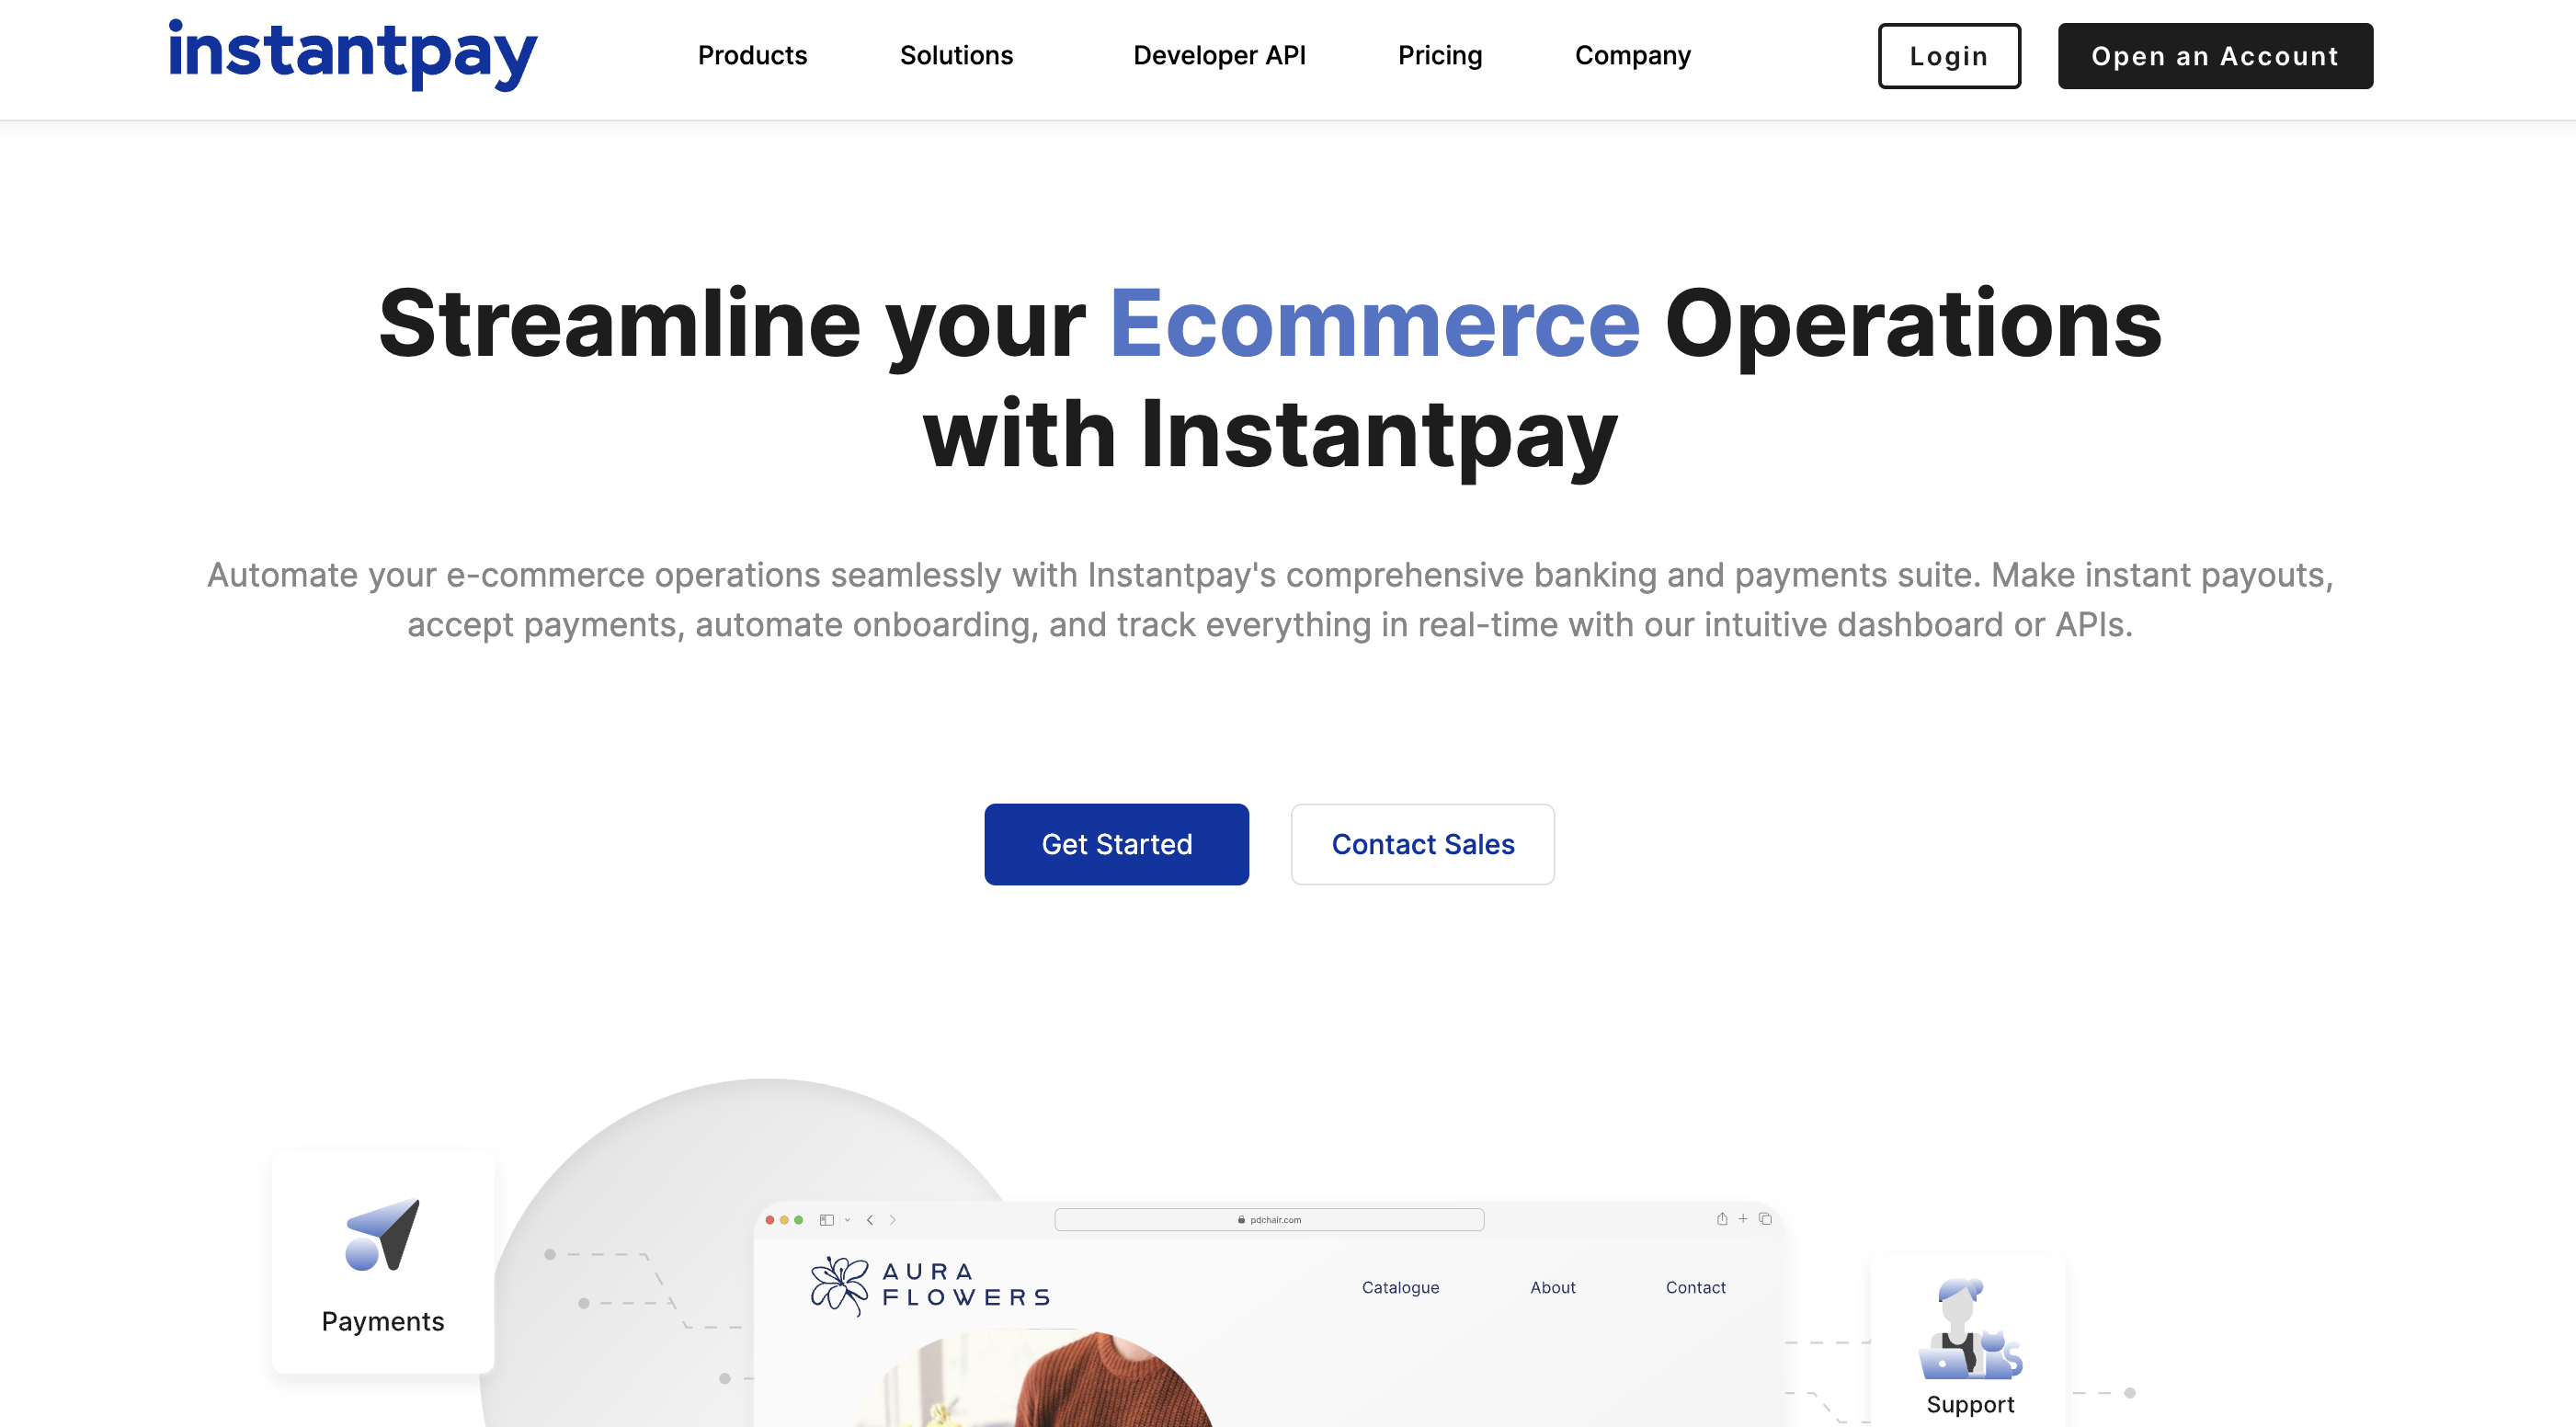 instantpay
Products
Solutions
Developer API
Pricing
Company
Login
Open an Account
Streamline your Ecommerce Operations
with Instantpay
Automate your e-commerce operations seamlessly with Instantpay's comprehensive banking and payments suite. Make instant payouts,
accept payments, automate onboarding, and track everything in real-time with our intuitive dashboard or APIs.
Get Started
Contact Sales
Payments
pdchair.com
AURA
FLOWERS
Catalogue
About
Contact
Support